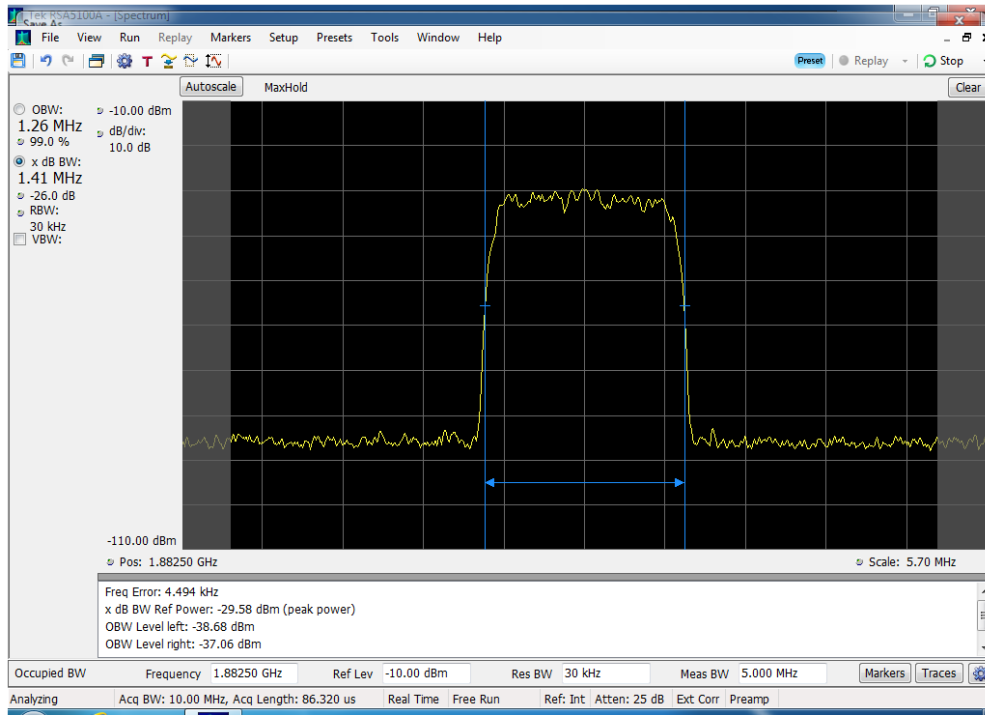 Tek RSA5100A - [Spectrum]
Save As
File View Run Replay Markers Setup Presets Tools Window Help
T Preset Replay Stop
Autoscale MaxHold Clear
OBW:
1.26 MHz
99.0 %
x dB BW:
1.41 MHz
-26.0 dB
RBW:
30 kHz
VBW:
-10.00 dBm
dB/div:
10.0 dB
-110.00 dBm
Pos: 1.88250 GHz Scale: 5.70 MHz
Freq Error: 4.494 kHz
x dB BW Ref Power: -29.58 dBm (peak power)
OBW Level left: -38.68 dBm
OBW Level right: -37.06 dBm
Occupied BW Frequency 1.88250 GHz Ref Lev -10.00 dBm Res BW 30 kHz Meas BW 5.000 MHz Markers Traces
Analyzing Acq BW: 10.00 MHz, Acq Length: 86.320 us Real Time Free Run Ref: Int Atten: 25 dB Ext Corr Preamp